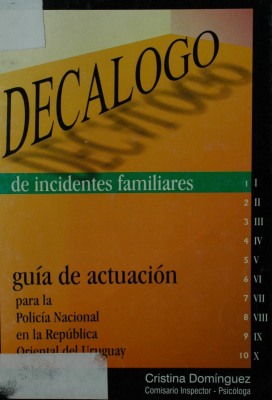 DECALOGO
de incidentes familiares
1 I
2 II
3 III
4 IV
5 V
6 VI
7 VII
8 VIII
9 IX
10 X
guía de actuación
para la
Policía Nacional
en la República
Oriental del Uruguay
Cristina Domínguez
Comisario Inspector - Psicóloga